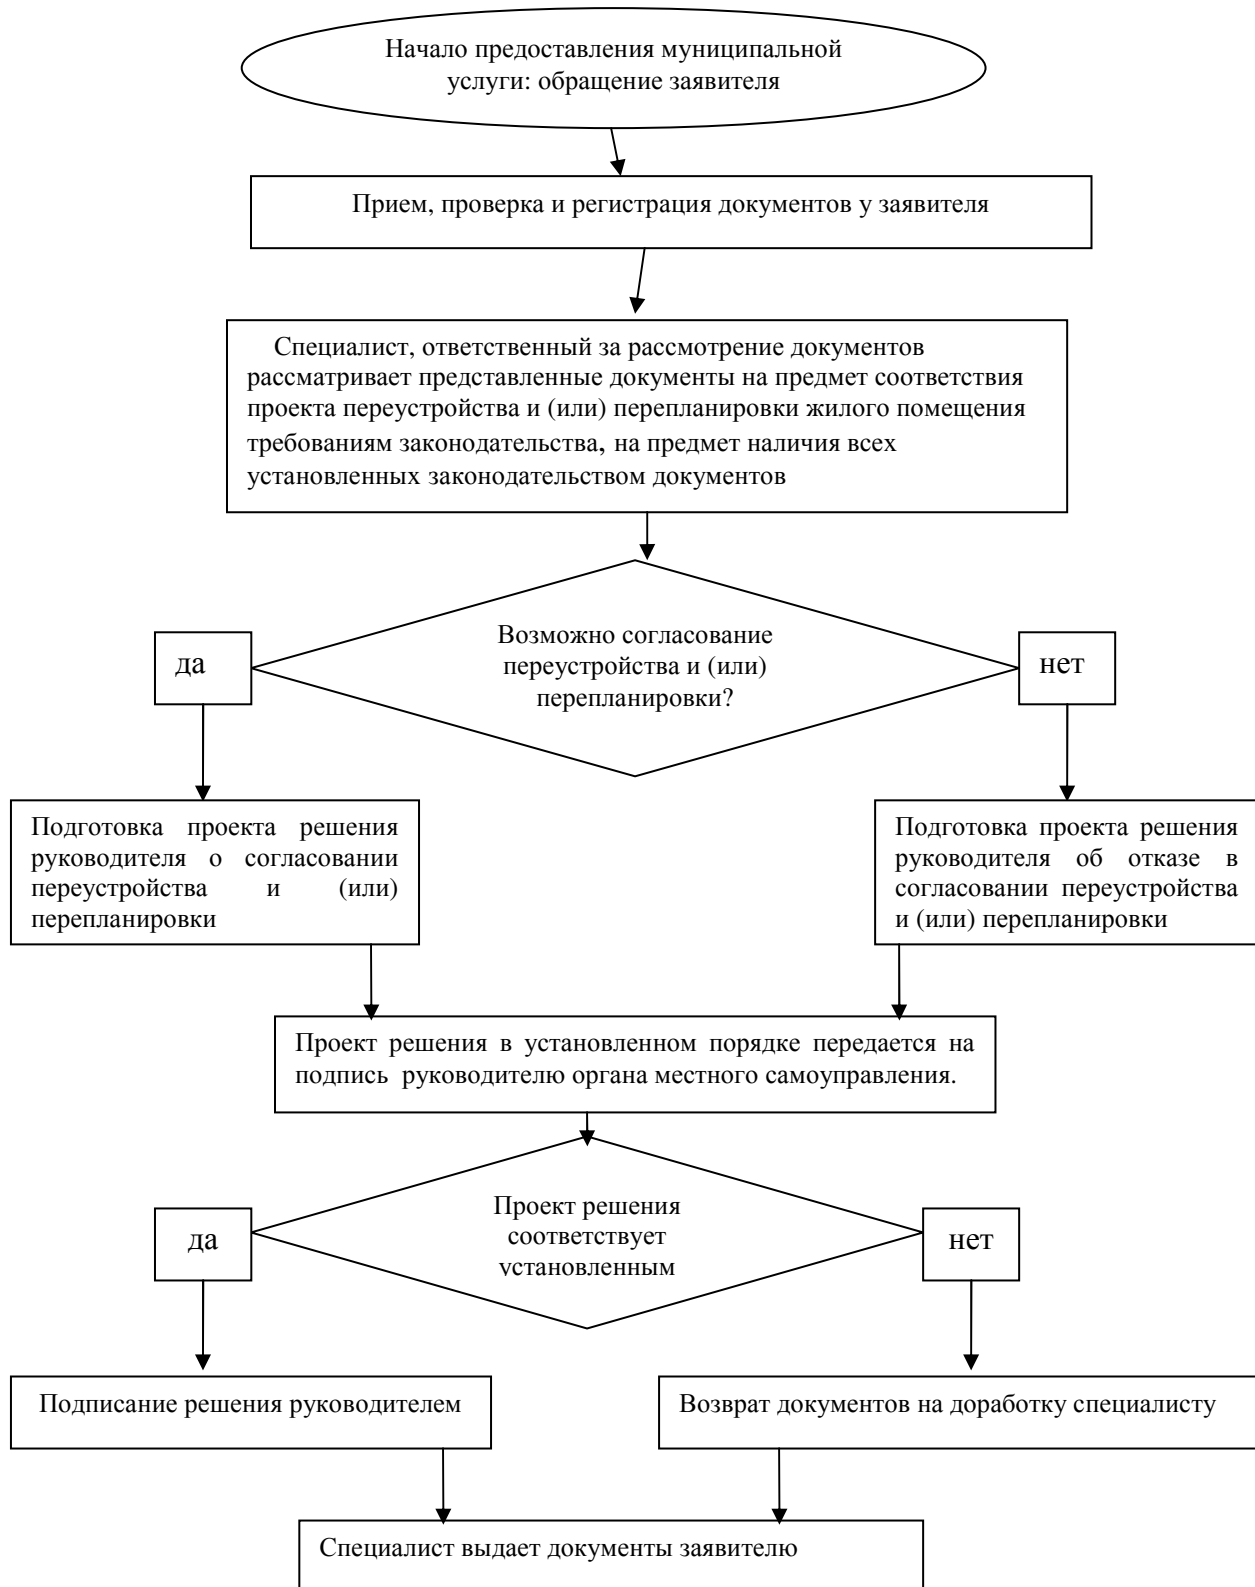 Начало предоставления муниципальной
услуги: обращение заявителя
Прием, проверка и регистрация документов у заявителя
Специалист, ответственный за рассмотрение документов
рассматривает представленные документы на предмет соответствия
проекта переустройства и (или) перепланировки жилого помещения
требованиям законодательства, на предмет наличия всех
установленных законодательством документов
Возможно согласование
переустройства и (или)
перепланировки?
да
нет
Подготовка проекта решения
руководителя о согласовании
переустройства и (или)
перепланировки
Подготовка проекта решения
руководителя об отказе в
согласовании переустройства
и (или) перепланировки
Проект решения в установленном порядке передается на
подпись руководителю органа местного самоуправления.
Проект решения
соответствует
установленным
да
нет
Подписание решения руководителем
Возврат документов на доработку специалисту
Специалист выдает документы заявителю